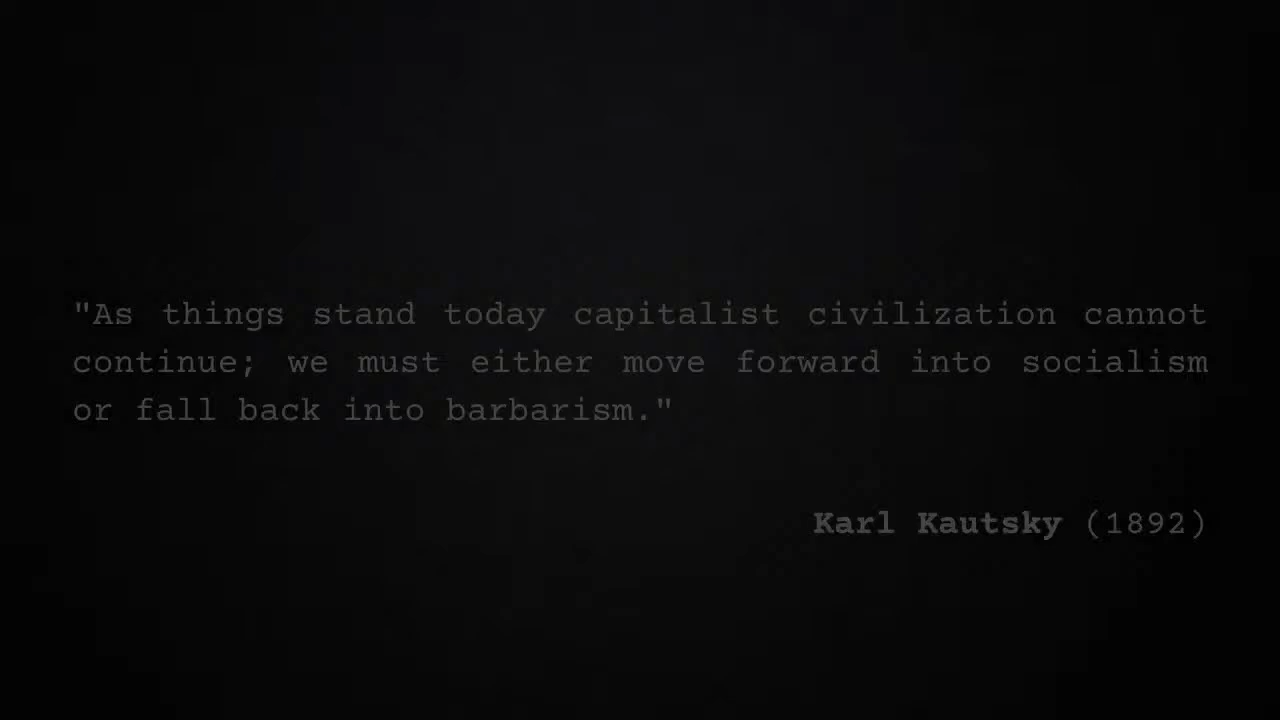 "As things stand today capitalist civilization cannot
continue; we must either move forward into socialism
or fall back into barbarism."
Karl Kautsky (1892)